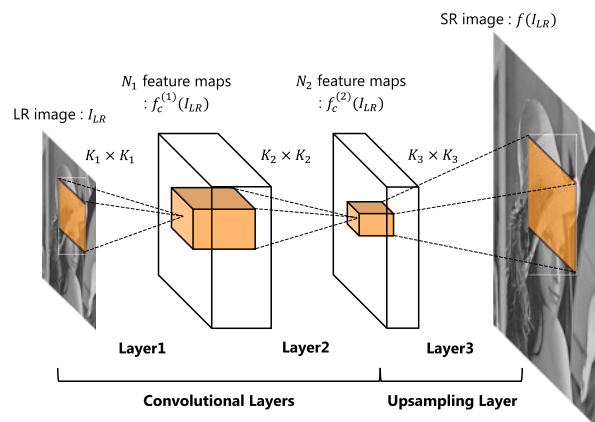 SR image : f(I_LR)
N_1 feature maps
: f_c^(1)(I_LR)
N_2 feature maps
: f_c^(2)(I_LR)
LR image : I_LR
K_1 × K_1
K_2 × K_2
K_3 × K_3
Layer1
Layer2
Layer3
Convolutional Layers
Upsampling Layer